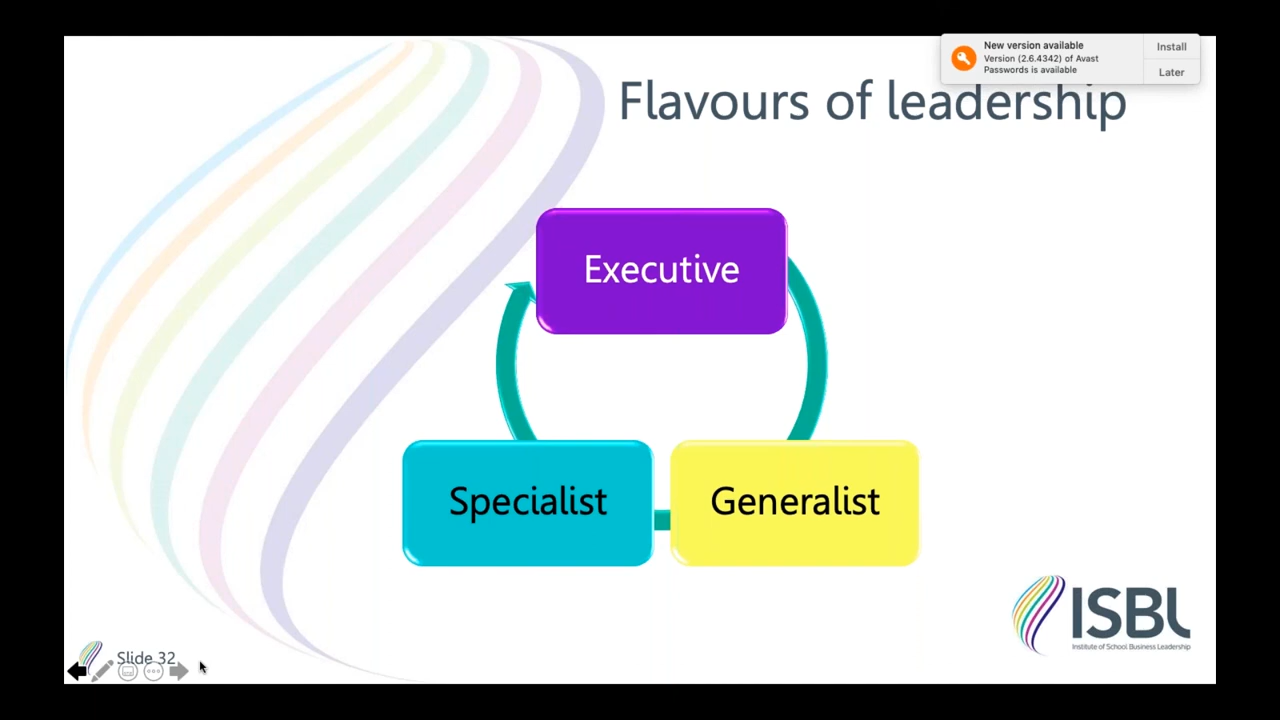 New version available
Version (2.6.4342) of Avast
Passwords is available
Install
Later
Flavours of leadership
Executive
Specialist
Generalist
ISBL
Institute of School Business Leadership
Slide 32